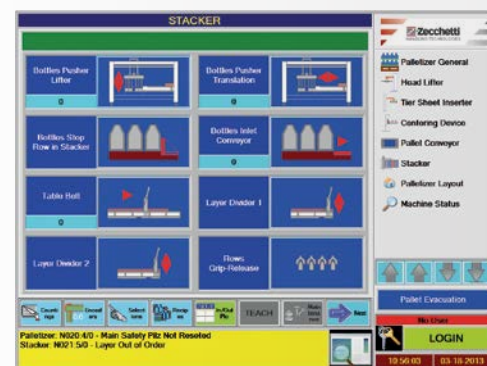 STACKER
Bottles Pusher
Lifter
0
Bottles Pusher
Translation
0
Bottles Stop
Row in Stacker
Bottles Inlet
Conveyor
0
Table Belt
0
Layer Divider 1
Layer Divider 2
Rows
Grip-Release
In/Out
TEACH
Palletizer: N020:4/0 - Main Safety Pilz Not Reseted
Stacker: N021:5/0 - Layer Out of Order
Zecchetti
Palletizer General
Head Lifter
Tier Sheet Inserter
Centering Device
Pallet Conveyor
Stacker
Palletizer Layout
Machine Status
Pallet Evacuation
No User
LOGIN
10:56:03 03-18-2013